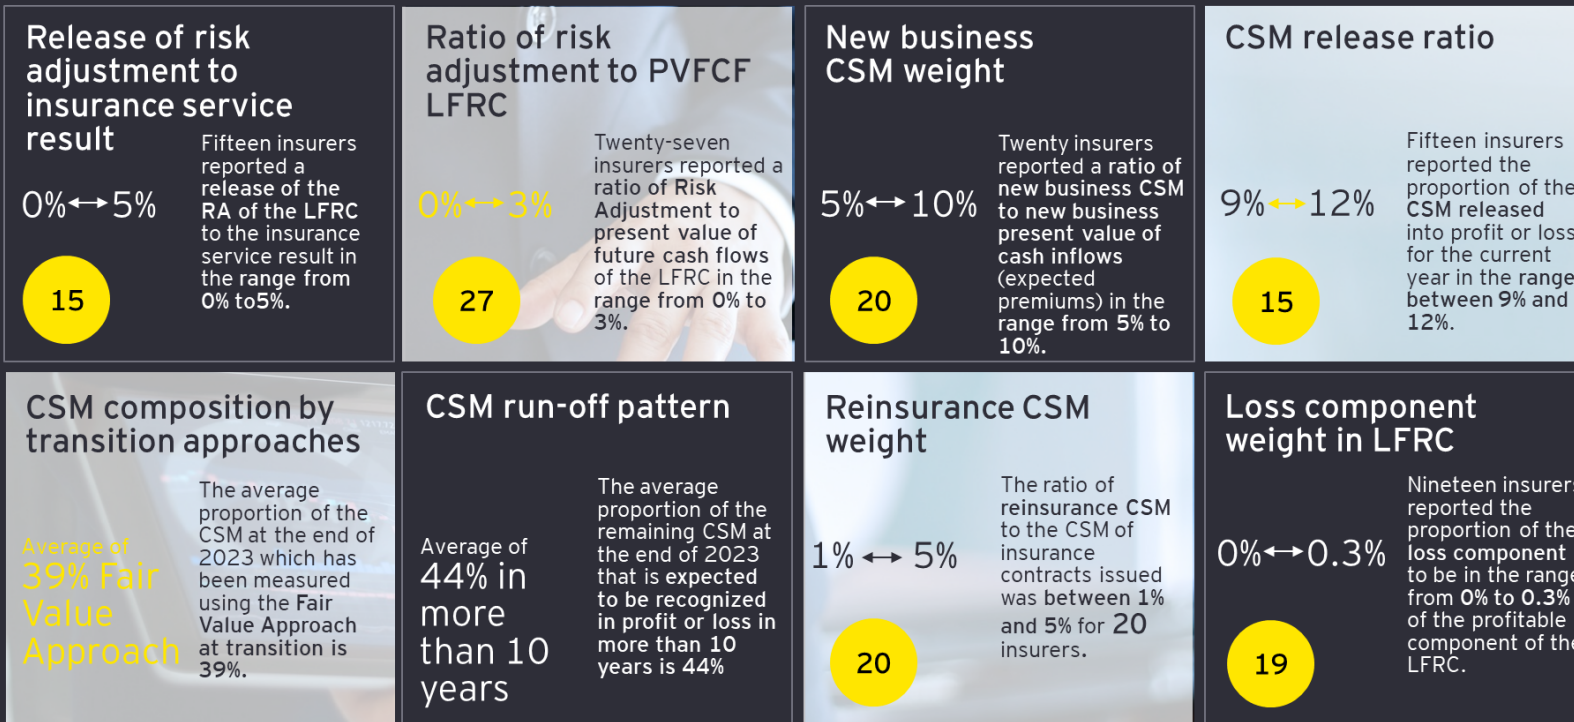 Release of risk
adjustment to
insurance service
result
Fifteen insurers
reported a
release of the
RA of the LFRC
to the insurance
service result in
the range from
0% to5%.
0%↔5%
15
Ratio of risk
adjustment to PVFCF
LFRC
Twenty-seven
insurers reported a
ratio of Risk
Adjustment to
present value of
future cash flows
of the LFRC in the
range from 0% to
3%.
0%↔3%
27
New business
CSM weight
Twenty insurers
reported a ratio of
new business CSM
to new business
present value of
cash inflows
(expected
premiums) in the
range from 5% to
10%.
5%↔10%
20
CSM release ratio
Fifteen insurers
reported the
proportion of the
CSM released
into profit or loss
for the current
year in the range
between 9% and
12%.
9%↔12%
15
CSM composition by
transition approaches
The average
proportion of the
CSM at the end of
2023 which has
been measured
using the Fair
Value Approach
at transition is
39%.
Average of
39% Fair
Value
Approach
CSM run-off pattern
The average
proportion of the
remaining CSM at
the end of 2023
that is expected
to be recognized
in profit or loss in
more than 10
years is 44%
Average of
44% in
more
than 10
years
Reinsurance CSM
weight
The ratio of
reinsurance CSM
to the CSM of
insurance
contracts issued
was between 1%
and 5% for 20
insurers.
1% ↔ 5%
20
Loss component
weight in LFRC
Nineteen insurers
reported the
proportion of the
loss component
to be in the range
from 0% to 0.3%
of the profitable
component of the
LFRC.
0%↔0.3%
19